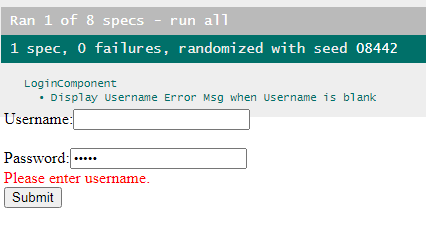 Ran 1 of 8 specs - run all
1 spec, 0 failures, randomized with seed 08442
LoginComponent
• Display Username Error Msg when Username is blank
Username:
Password: •••••
Please enter username.
Submit